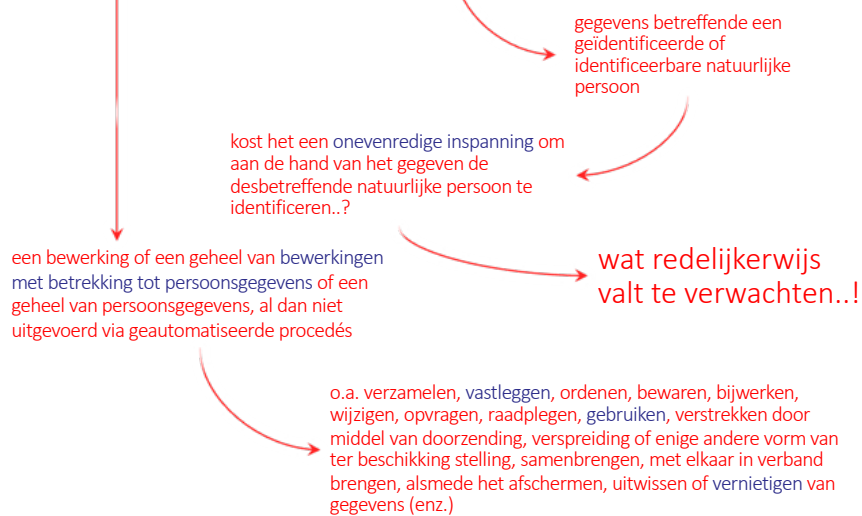 gegevens betreffende een
geïdentificeerde of
identificeerbare natuurlijke
persoon
kost het een onevenredige inspanning om
aan de hand van het gegeven de
desbetreffende natuurlijke persoon te
identificeren..?
een bewerking of een geheel van bewerkingen
met betrekking tot persoonsgegevens of een
geheel van persoonsgegevens, al dan niet
uitgevoerd via geautomatiseerde procedés
wat redelijkerwijs
valt te verwachten..!
o.a. verzamelen, vastleggen, ordenen, bewaren, bijwerken,
wijzigen, opvragen, raadplegen, gebruiken, verstrekken door
middel van doorzending, verspreiding of enige andere vorm van
ter beschikking stelling, samenbrengen, met elkaar in verband
brengen, alsmede het afschermen, uitwissen of vernietigen van
gegevens (enz.)